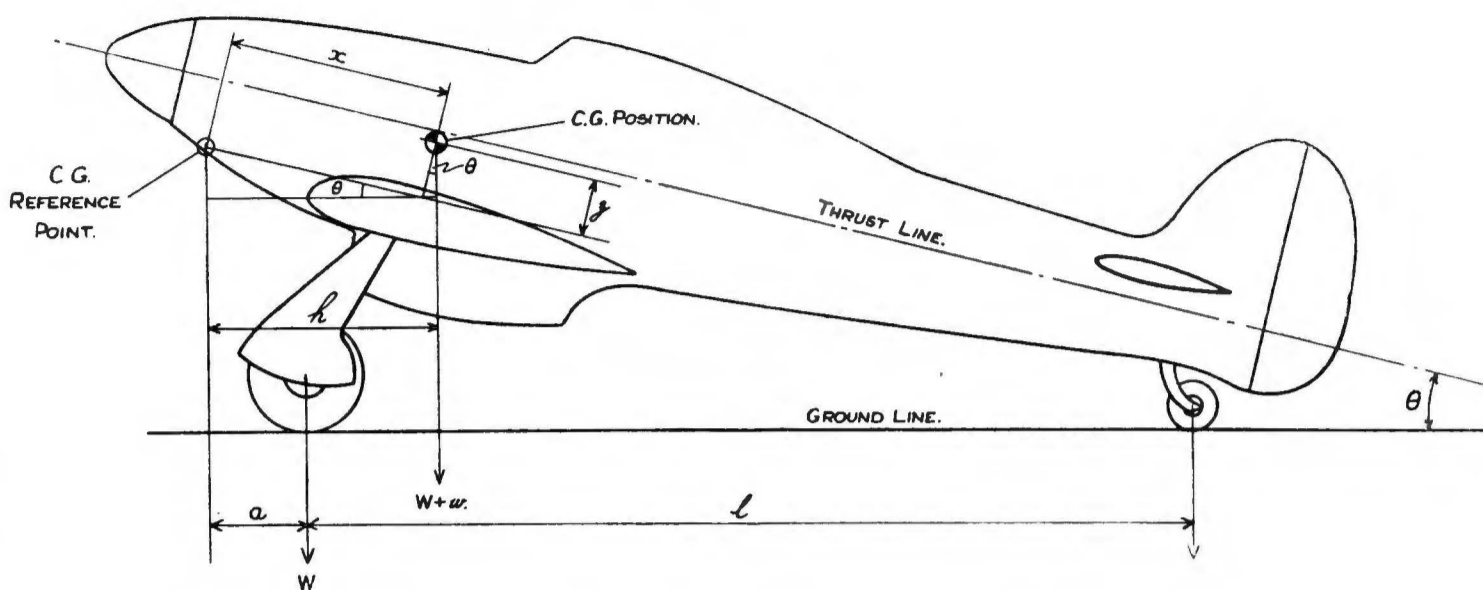 x
C.G. POSITION.
θ
C G.
REFERENCE
POINT.
θ
y
THRUST LINE.
h
θ
GROUND LINE.
W+w.
a
l
W